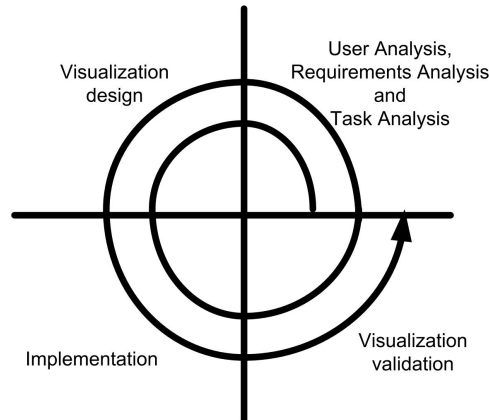 Visualization
design
User Analysis,
Requirements Analysis
and
Task Analysis
Implementation
Visualization
validation